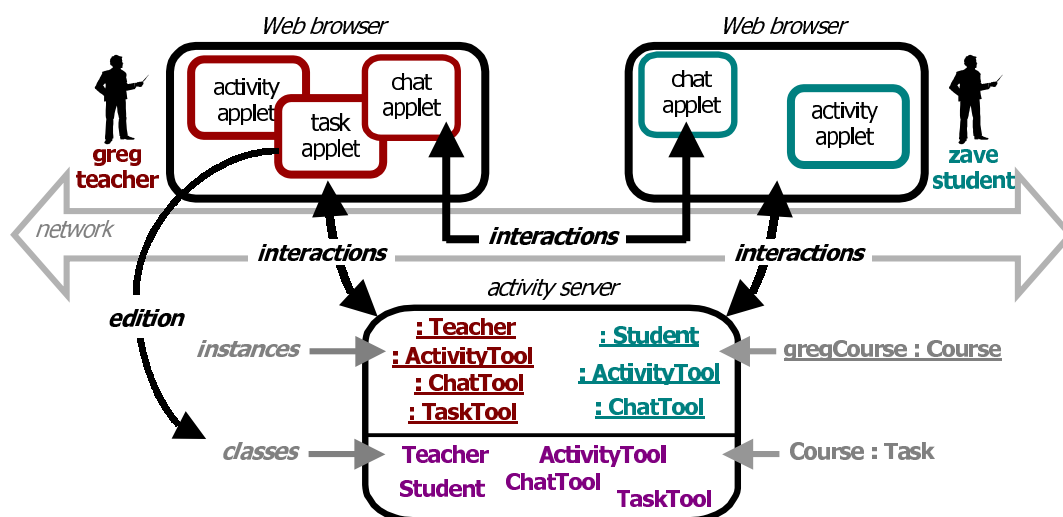 Web browser
Web browser
activity
applet
task
applet
chat
applet
chat
applet
activity
applet
greg
teacher
zave
student
network
interactions
interactions
interactions
activity server
edition
instances
: Teacher
: ActivityTool
: ChatTool
: TaskTool
: Student
: ActivityTool
: ChatTool
gregCourse : Course
classes
Teacher
ActivityTool
Student
ChatTool
TaskTool
Course : Task